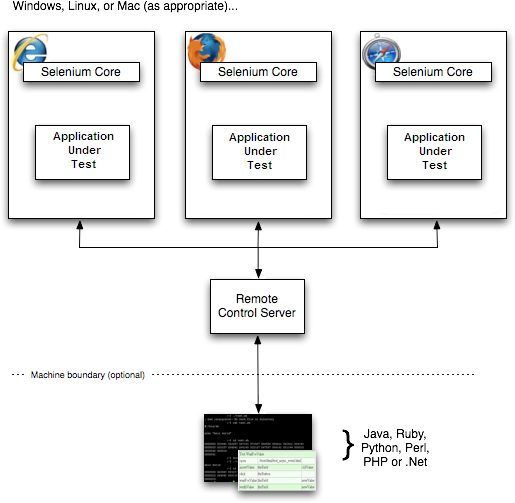 Windows, Linux, or Mac (as appropriate)...
Selenium Core
Selenium Core
Selenium Core
Application
Under
Test
Application
Under
Test
Application
Under
Test
Remote
Control Server
Machine boundary (optional)
Java, Ruby,
Python, Perl,
PHP or .Net